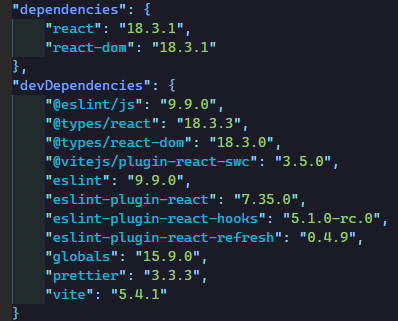 "dependencies": {
"react": "18.3.1",
"react-dom": "18.3.1"
},
"devDependencies": {
"@eslint/js": "9.9.0",
"@types/react": "18.3.3",
"@types/react-dom": "18.3.0",
"@vitejs/plugin-react-swc": "3.5.0",
"eslint": "9.9.0",
"eslint-plugin-react": "7.35.0",
"eslint-plugin-react-hooks": "5.1.0-rc.0",
"eslint-plugin-react-refresh": "0.4.9",
"globals": "15.9.0",
"prettier": "3.3.3",
"vite": "5.4.1"
}